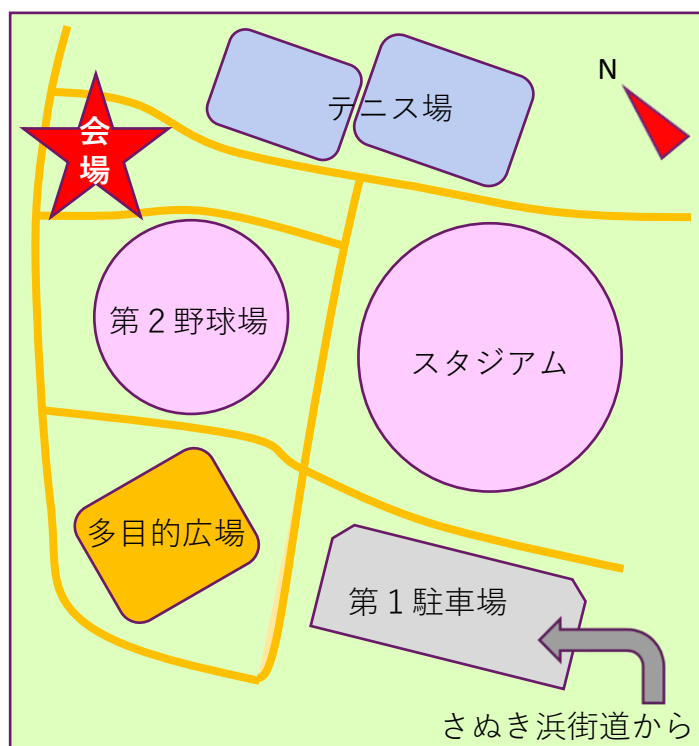 N
テニス場
会
場
第２野球場
スタジアム
多目的広場
第１駐車場
さぬき浜街道から